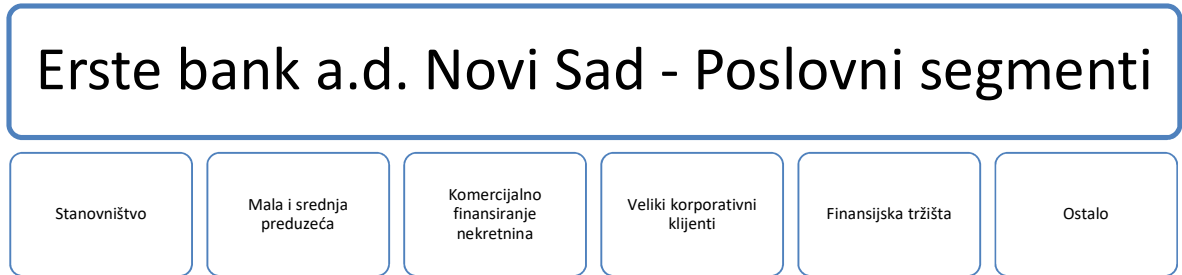 Erste bank a.d. Novi Sad - Poslovni segmenti
Stanovništvo
Mala i srednja
preduzeća
Komercijalno
finansiranje
nekretnina
Veliki korporativni
klijenti
Finansijska tržišta
Ostalo